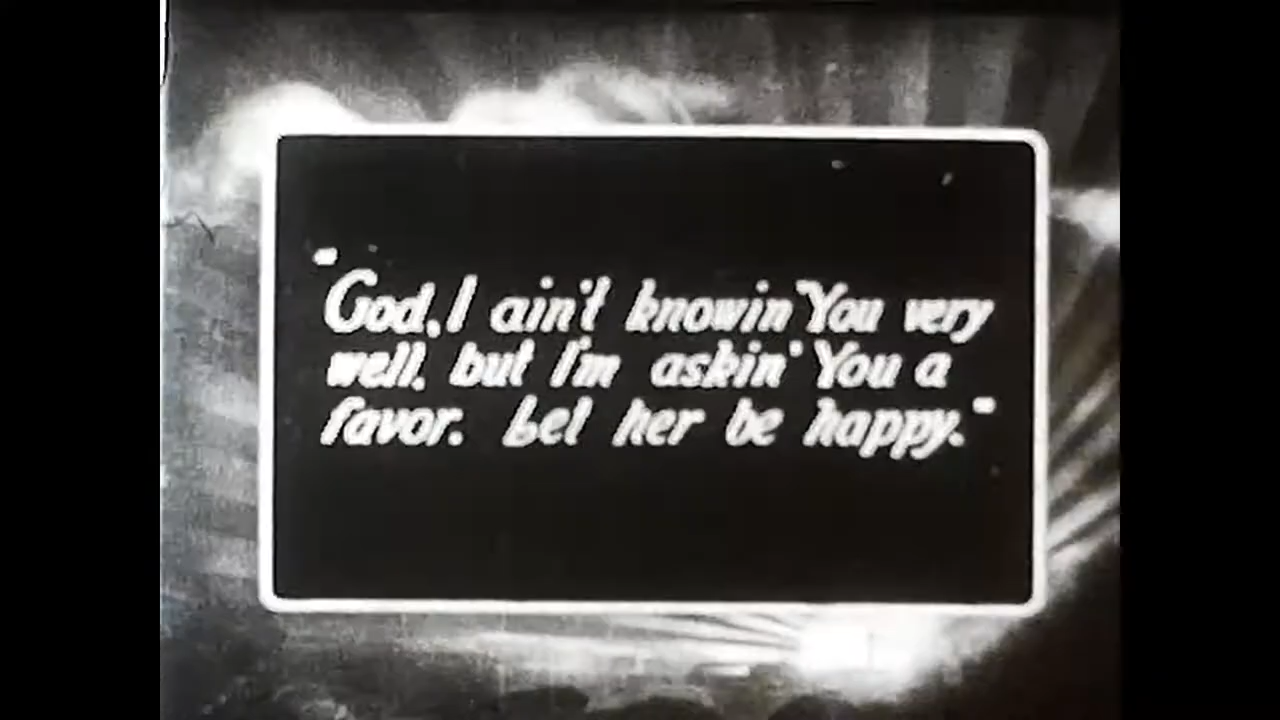 "God, I ain't knowin' You very
well, but I'm askin' You a
favor. Let her be happy."